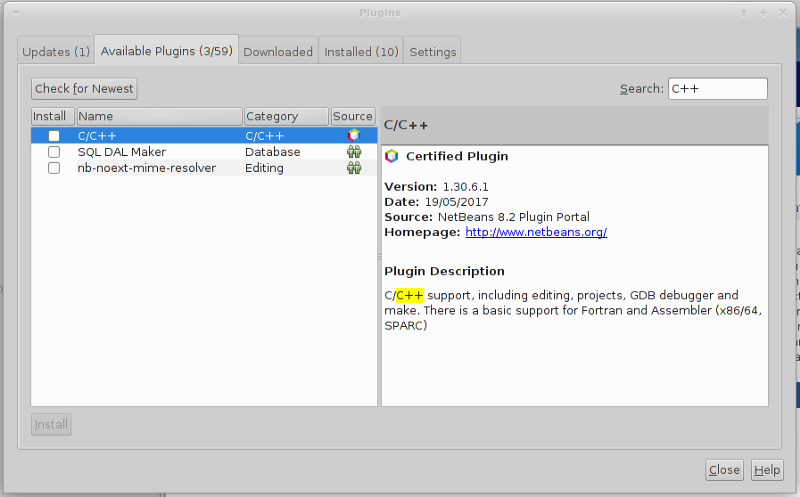 Plugins
Updates (1) Available Plugins (3/59) Downloaded Installed (10) Settings
Check for Newest Search: C++
Install Name Category Source
C/C++ C/C++
SQL DAL Maker Database
nb-noext-mime-resolver Editing
C/C++
Certified Plugin
Version: 1.30.6.1
Date: 19/05/2017
Source: NetBeans 8.2 Plugin Portal
Homepage: http://www.netbeans.org/
Plugin Description
C/C++ support, including editing, projects, GDB debugger and
make. There is a basic support for Fortran and Assembler (x86/64,
SPARC)
Install
Close Help